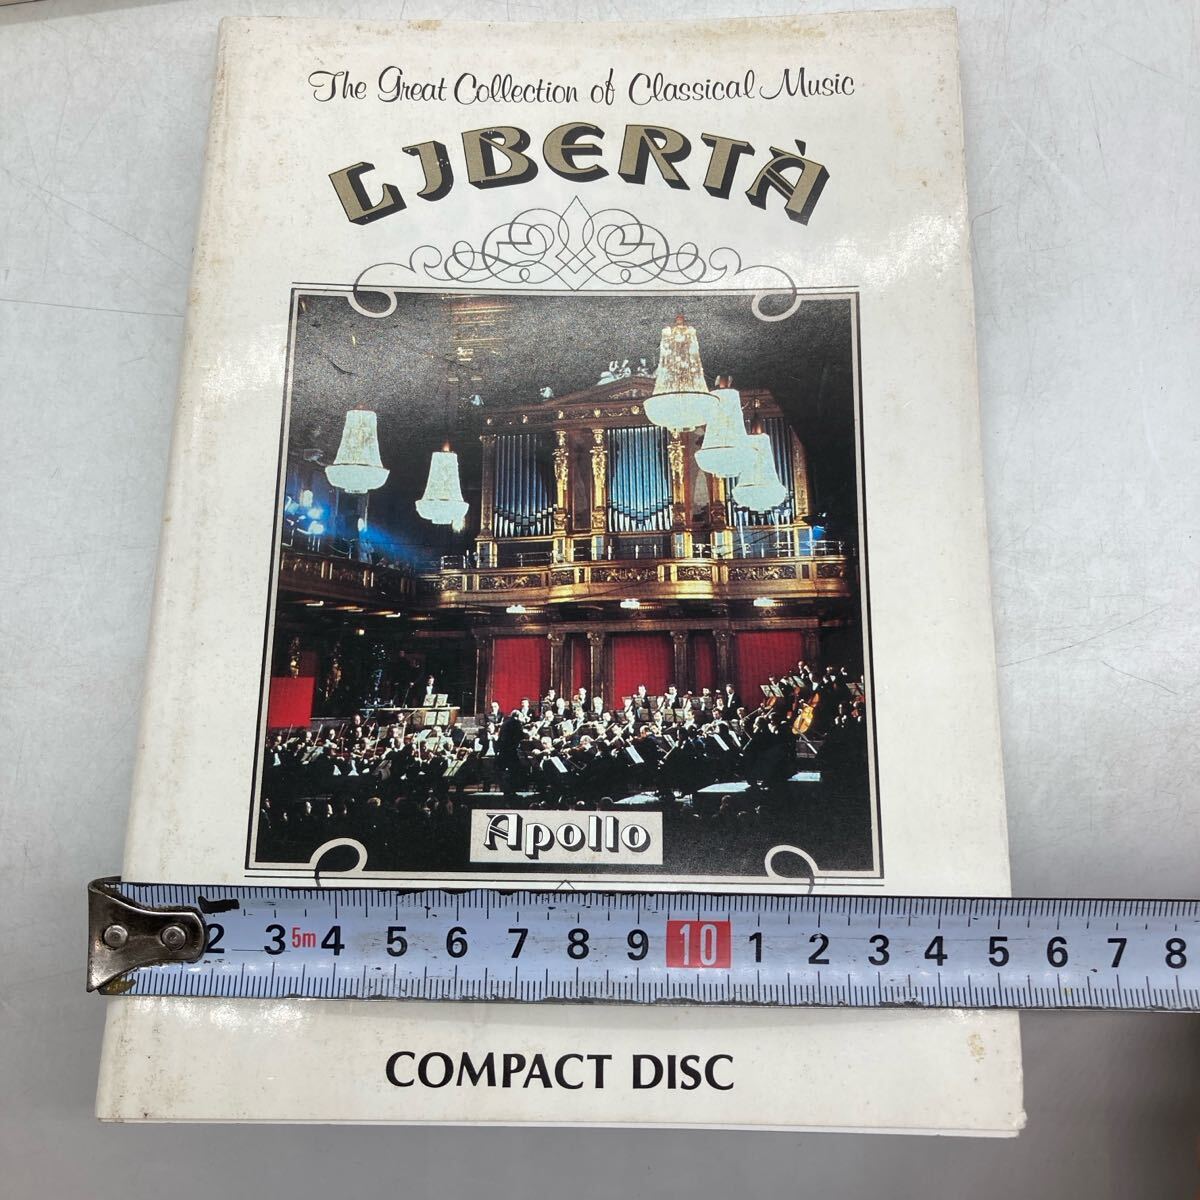 The Great Collection of Classical Music
LIBERTÀ
Apollo
2 3 5m 4 5 6 7 8 9 10 1 2 3 4 5 6 7 8
COMPACT DISC